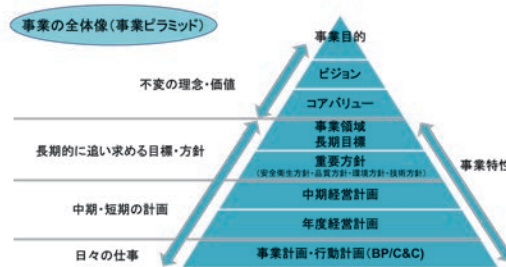 事業の全体像(事業ピラミッド)
事業目的
ビジョン
不変の理念・価値
コアバリュー
事業領域
長期目標
長期的に追い求める目標・方針
重要方針
(安全衛生方針・品質方針・環境方針・技術方針)
事業特性
中期経営計画
中期・短期の計画
年度経営計画
日々の仕事
事業計画・行動計画(BP/C&C)